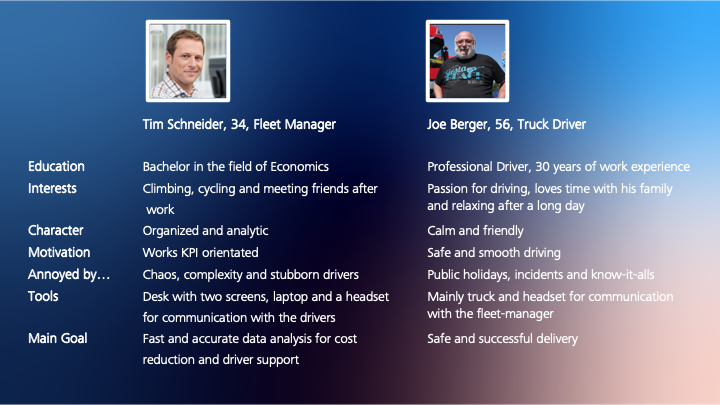 Tim Schneider, 34, Fleet Manager
Joe Berger, 56, Truck Driver
Education
Bachelor in the field of Economics
Professional Driver, 30 years of work experience
Interests
Climbing, cycling and meeting friends after
work
Passion for driving, loves time with his family
and relaxing after a long day
Character
Organized and analytic
Calm and friendly
Motivation
Works KPI orientated
Safe and smooth driving
Annoyed by…
Chaos, complexity and stubborn drivers
Public holidays, incidents and know-it-alls
Tools
Desk with two screens, laptop and a headset
for communication with the drivers
Mainly truck and headset for communication
with the fleet-manager
Main Goal
Fast and accurate data analysis for cost
reduction and driver support
Safe and successful delivery